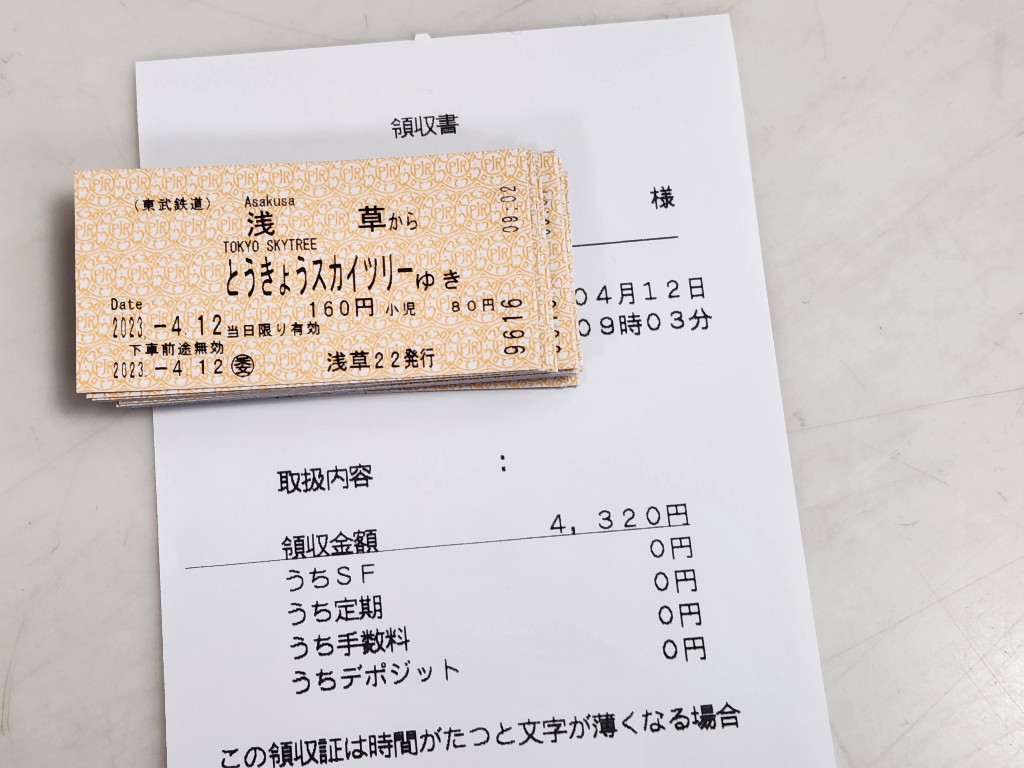 領収書
様
04月12日
09時03分
(東武鉄道)
Asakusa
浅 草から
TOKYO SKYTREE
とうきょうスカイツリーゆき
160円 小児 80円
Date
2023.-4.12当日限り有効
下車前途無効
2023.-4.12 委 浅草22発行
09:02
9616
取扱内容 :
領収金額 4,320円
うちSF 0円
うち定期 0円
うち手数料 0円
うちデポジット 0円
この領収証は時間がたつと文字が薄くなる場合